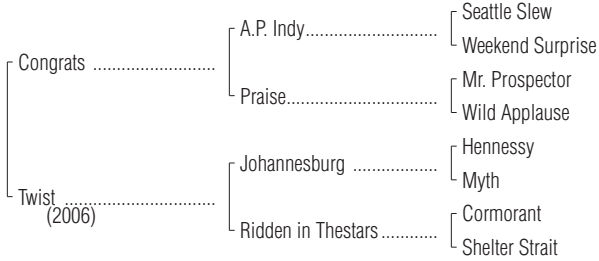 Seattle Slew
A.P. Indy..............................
Weekend Surprise
Congrats ..........................
Mr. Prospector
Praise..................................
Wild Applause
Hennessy
Johannesburg ..................
Myth
Twist ................................
(2006)
Cormorant
Ridden in Thestars............
Shelter Strait